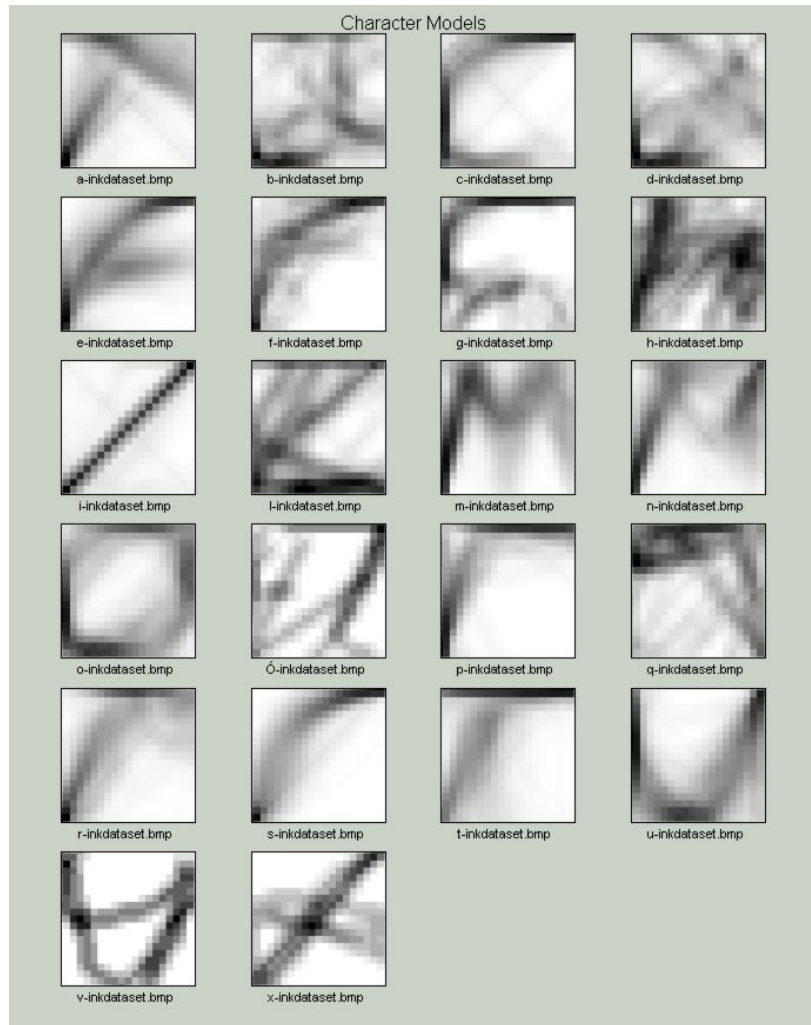 Character Models
a-inkdataset.bmp b-inkdataset.bmp c-inkdataset.bmp d-inkdataset.bmp
e-inkdataset.bmp f-inkdataset.bmp g-inkdataset.bmp h-inkdataset.bmp
i-inkdataset.bmp l-inkdataset.bmp m-inkdataset.bmp n-inkdataset.bmp
o-inkdataset.bmp Ó-inkdataset.bmp p-inkdataset.bmp q-inkdataset.bmp
r-inkdataset.bmp s-inkdataset.bmp t-inkdataset.bmp u-inkdataset.bmp
v-inkdataset.bmp x-inkdataset.bmp